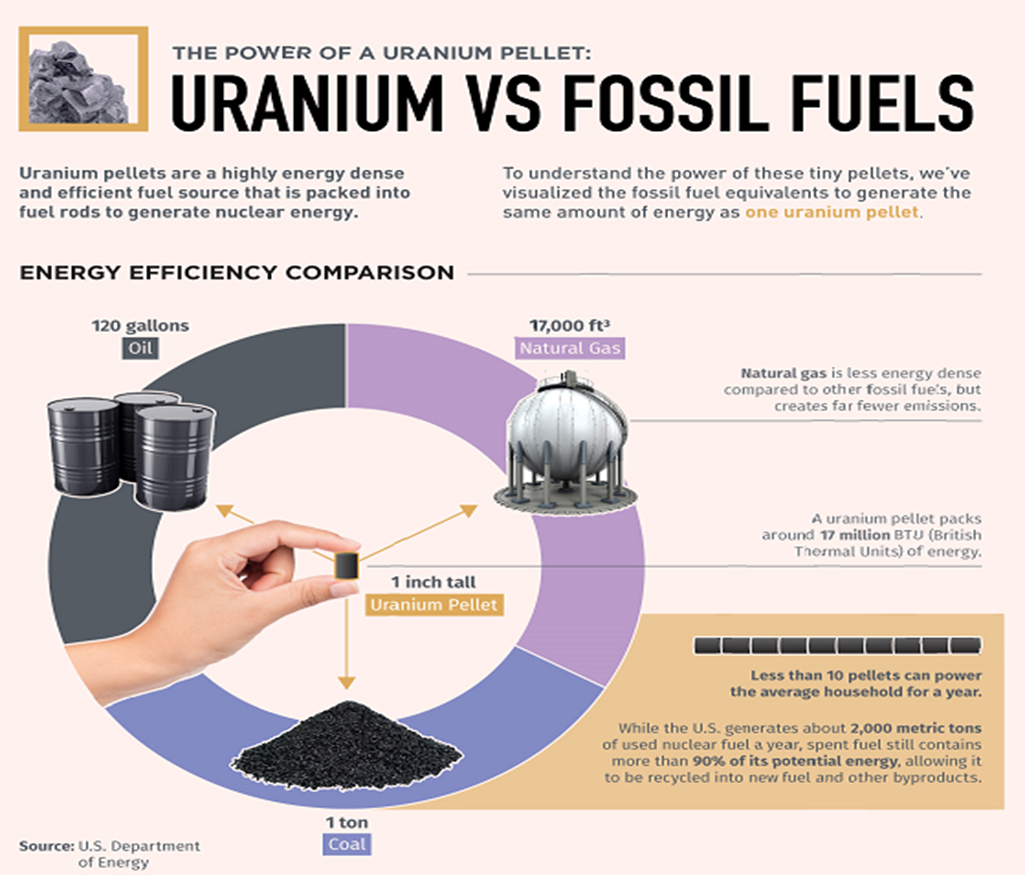 THE POWER OF A URANIUM PELLET:
URANIUM VS FOSSIL FUELS
Uranium pellets are a highly energy dense
and efficient fuel source that is packed into
fuel rods to generate nuclear energy.
To understand the power of these tiny pellets, we've
visualized the fossil fuel equivalents to generate the
same amount of energy as one uranium pellet.
ENERGY EFFICIENCY COMPARISON
120 gallons
Oil
17,000 ft³
Natural Gas
Natural gas is less energy dense
compared to other fossil fuels, but
creates far fewer emissions.
A uranium pellet packs
around 17 million BTU (British
Thermal Units) of energy.
1 inch tall
Uranium Pellet
Less than 10 pellets can power
the average household for a year.
While the U.S. generates about 2,000 metric tons
of used nuclear fuel a year, spent fuel still contains
more than 90% of its potential energy, allowing it
to be recycled into new fuel and other byproducts.
1 ton
Coal
Source: U.S. Department
of Energy